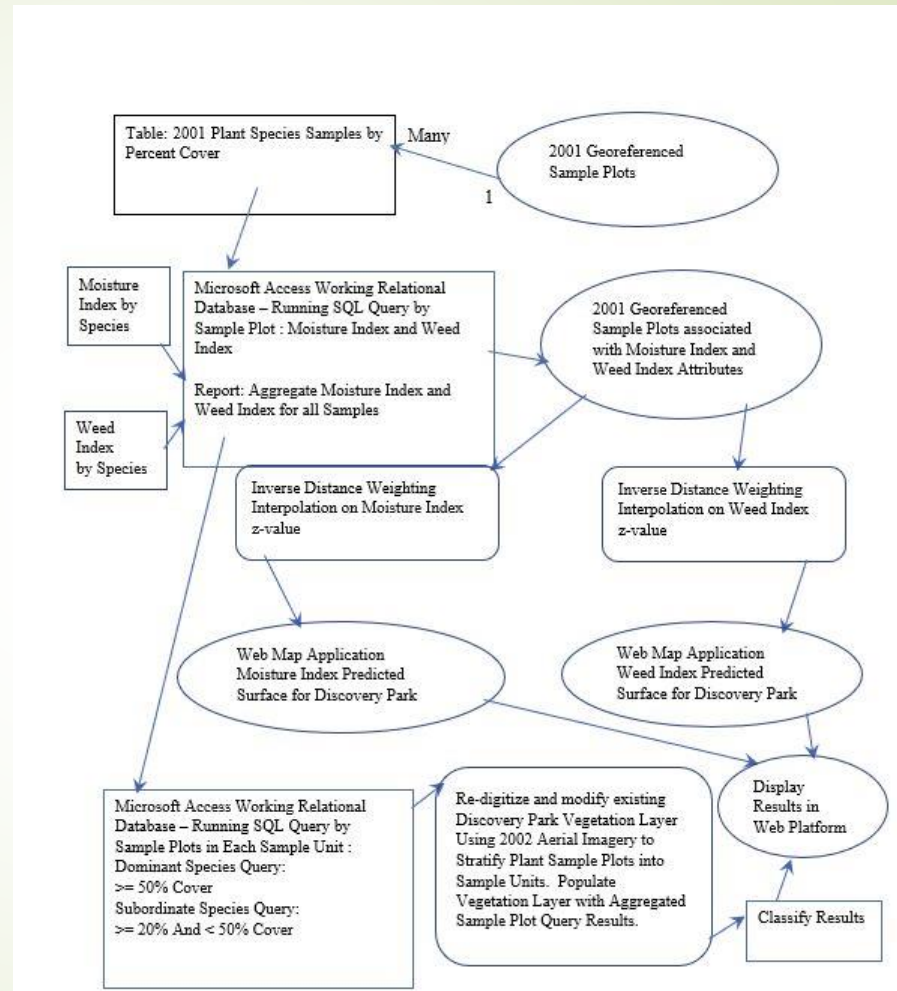 Table: 2001 Plant Species Samples by
Percent Cover
Many
1
2001 Georeferenced
Sample Plots
Moisture
Index by
Species
Weed
Index
by Species
Microsoft Access Working Relational
Database – Running SQL Query by
Sample Plot : Moisture Index and Weed
Index
Report: Aggregate Moisture Index and
Weed Index for all Samples
2001 Georeferenced
Sample Plots associated
with Moisture Index and
Weed Index Attributes
Inverse Distance Weighting
Interpolation on Moisture Index
z-value
Inverse Distance Weighting
Interpolation on Weed Index
z-value
Web Map Application
Moisture Index Predicted
Surface for Discovery Park
Web Map Application
Weed Index Predicted
Surface for Discovery Park
Microsoft Access Working Relational
Database – Running SQL Query by
Sample Plots in Each Sample Unit :
Dominant Species Query:
>= 50% Cover
Subordinate Species Query:
>= 20% And < 50% Cover
Re-digitize and modify existing
Discovery Park Vegetation Layer
Using 2002 Aerial Imagery to
Stratify Plant Sample Plots into
Sample Units. Populate
Vegetation Layer with Aggregated
Sample Plot Query Results.
Display
Results in
Web Platform
Classify Results